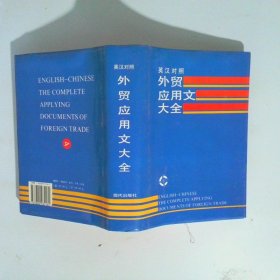 ENGLISH-CHINESE
THE COMPLETE
APPLYING
DOCUMENTS OF
FOREIGN TRADE
英汉对照
外贸应用文大全
现代出版社
英汉对照
外贸
应用文
大全
ENGLISH-CHINESE
THE COMPLETE APPLYING
DOCUMENTS OF FOREIGN TRADE